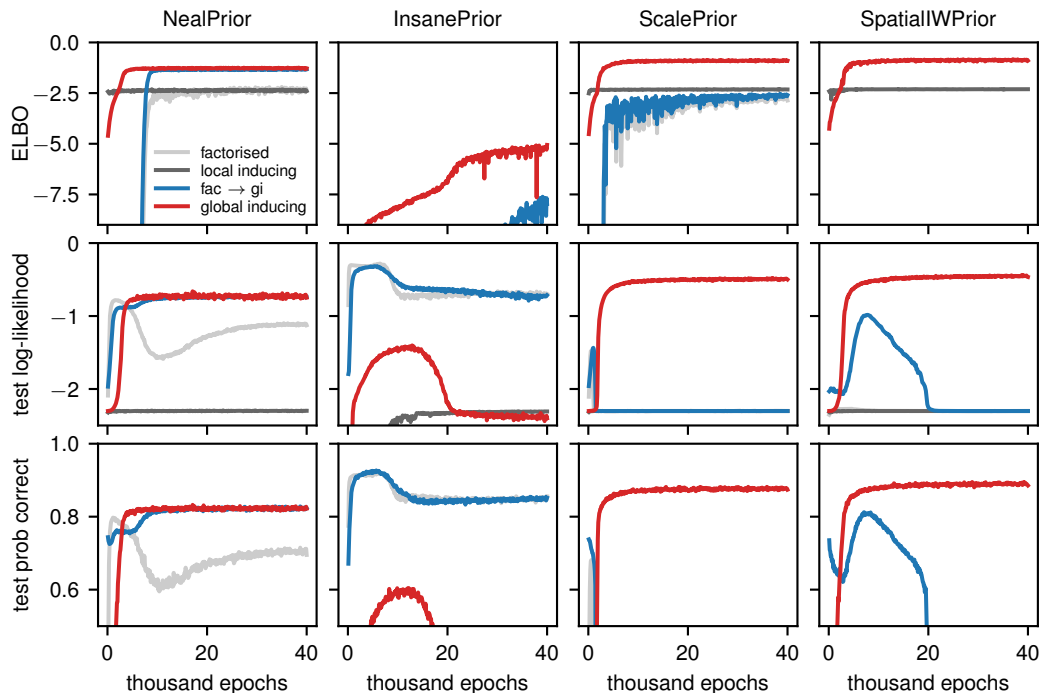 NealPrior InsanePrior ScalePrior SpatialIWPrior
ELBO
0.0
−2.5
−5.0
−7.5
factorised
local inducing
fac → gi
global inducing
test log-likelihood
0
−1
−2
test prob correct
1.0
0.8
0.6
0 20 40 0 20 40 0 20 40 0 20 40
thousand epochs thousand epochs thousand epochs thousand epochs